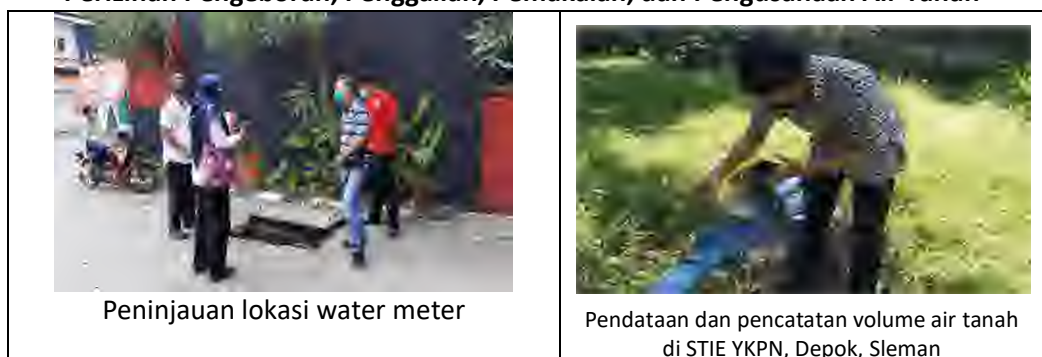 Perizinan Pengeboran, Penggalian, Pemakaian, dan Pengusahaan Air Tanah
Peninjauan lokasi water meter
Pendataan dan pencatatan volume air tanah
di STIE YKPN, Depok, Sleman